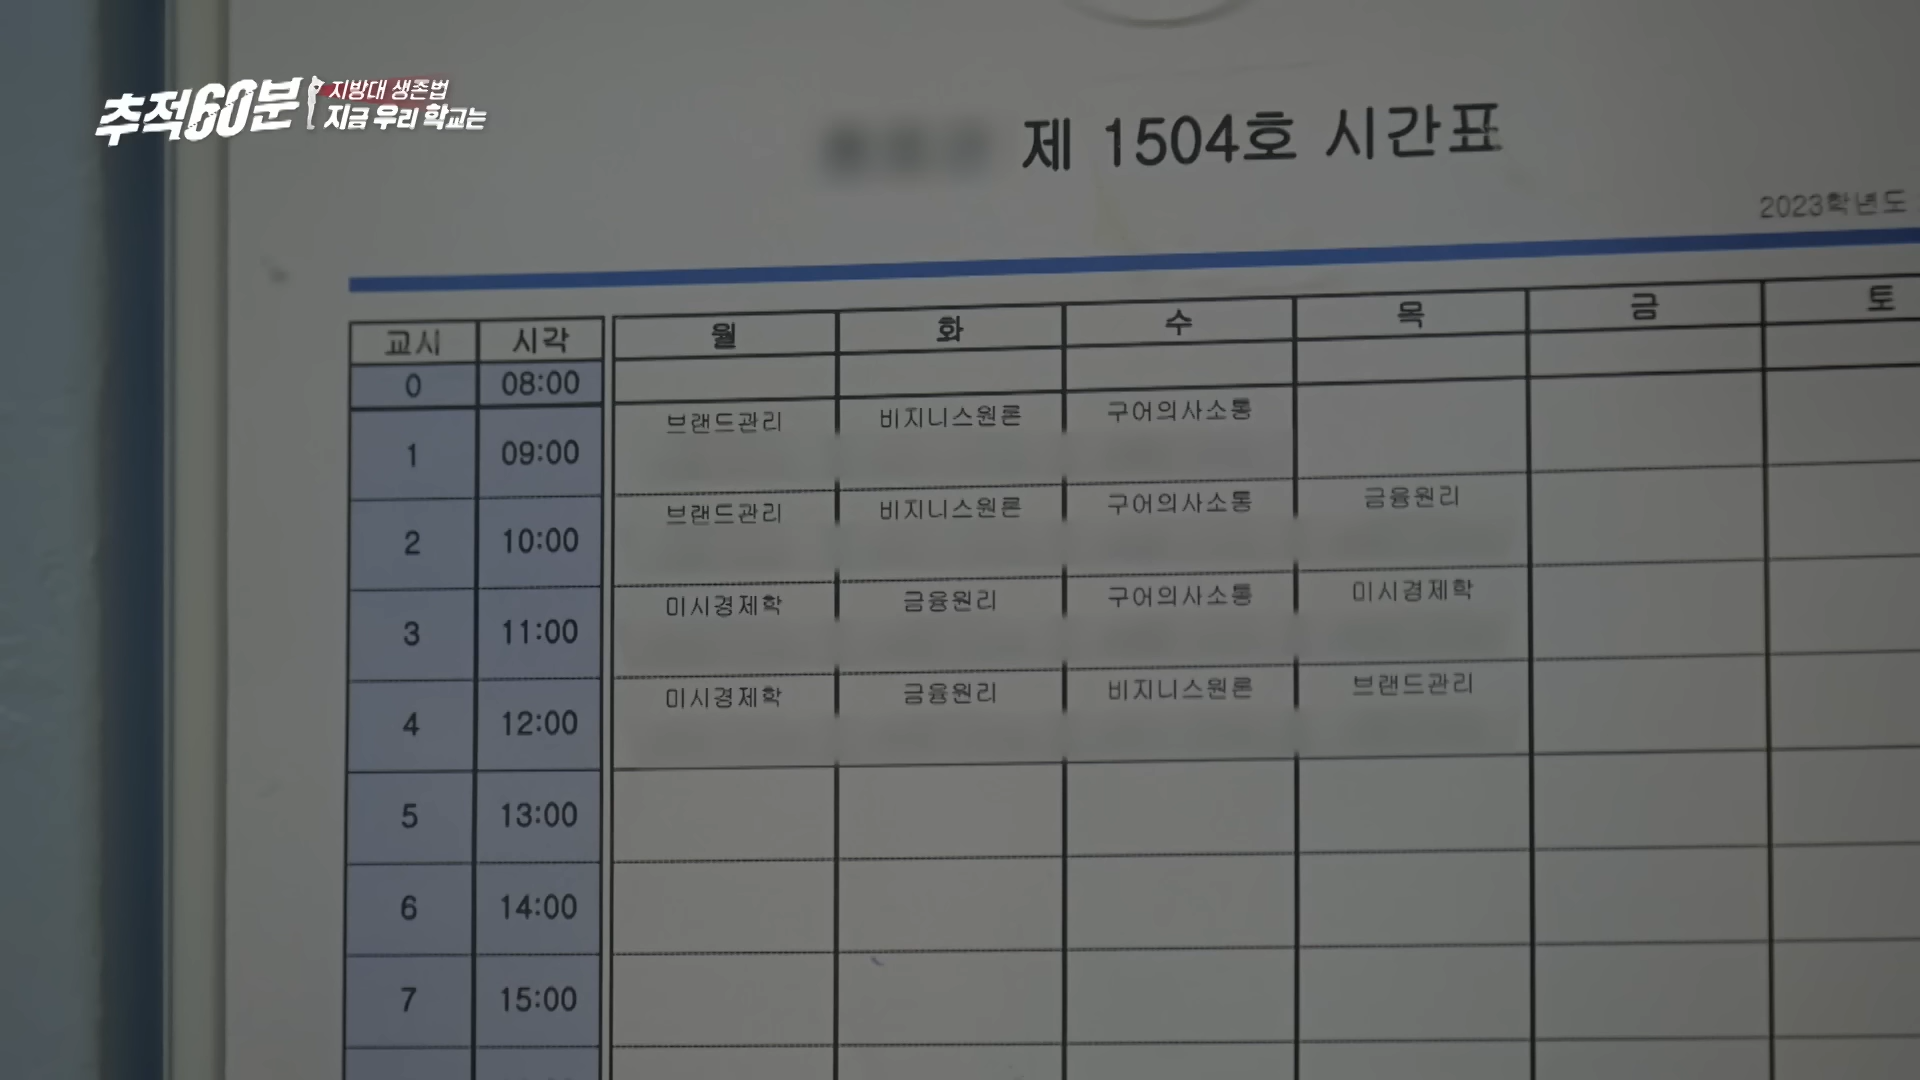 추적60분
지방대 생존법
지금 우리 학교는
제 1504호 시간표
2023학년도
교시 시각 월 화 수 목 금 토
0 08:00
1 09:00 브랜드관리 비지니스원론 구어의사소통
2 10:00 브랜드관리 비지니스원론 구어의사소통 금융원리
3 11:00 미시경제학 금융원리 구어의사소통 미시경제학
4 12:00 미시경제학 금융원리 비지니스원론 브랜드관리
5 13:00
6 14:00
7 15:00